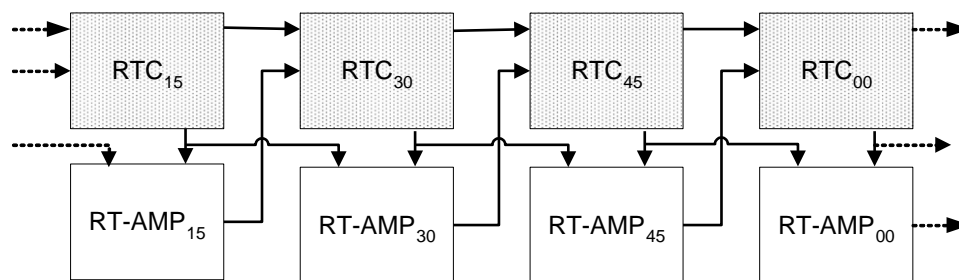 RTC₁₅ RTC₃₀ RTC₄₅ RTC₀₀
RT-AMP₁₅ RT-AMP₃₀ RT-AMP₄₅ RT-AMP₀₀